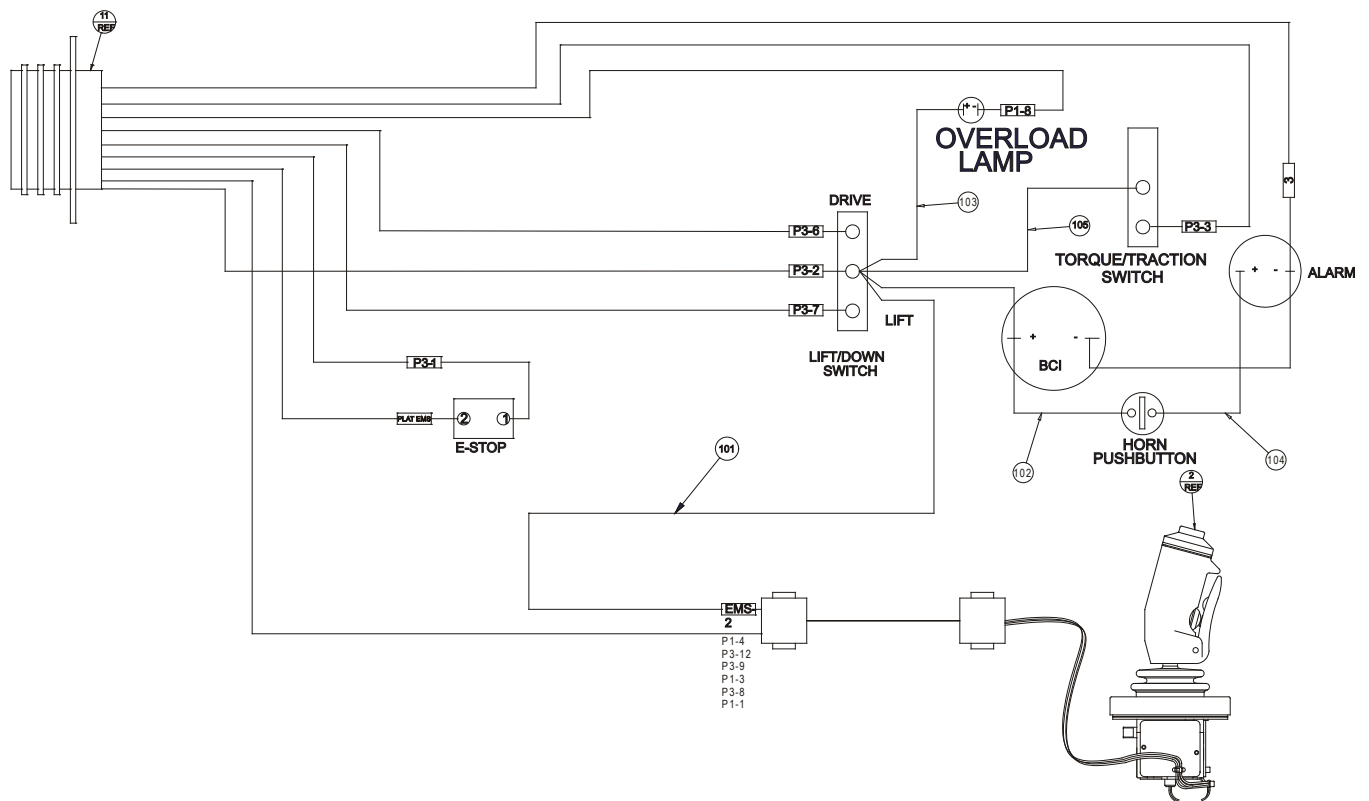 11
REF
+ -
P1-8
OVERLOAD
LAMP
3
DRIVE
103
105
P3-6
P3-3
TORQUE/TRACTION
SWITCH
P3-2
+ -
ALARM
P3-7
LIFT
LIFT/DOWN
SWITCH
+ -
BCI
P3-1
PLAT EMS
2
1
E-STOP
HORN
PUSHBUTTON
101
102
104
2
REF
EMS-
2
P1-4
P3-12
P3-9
P1-3
P3-8
P1-1